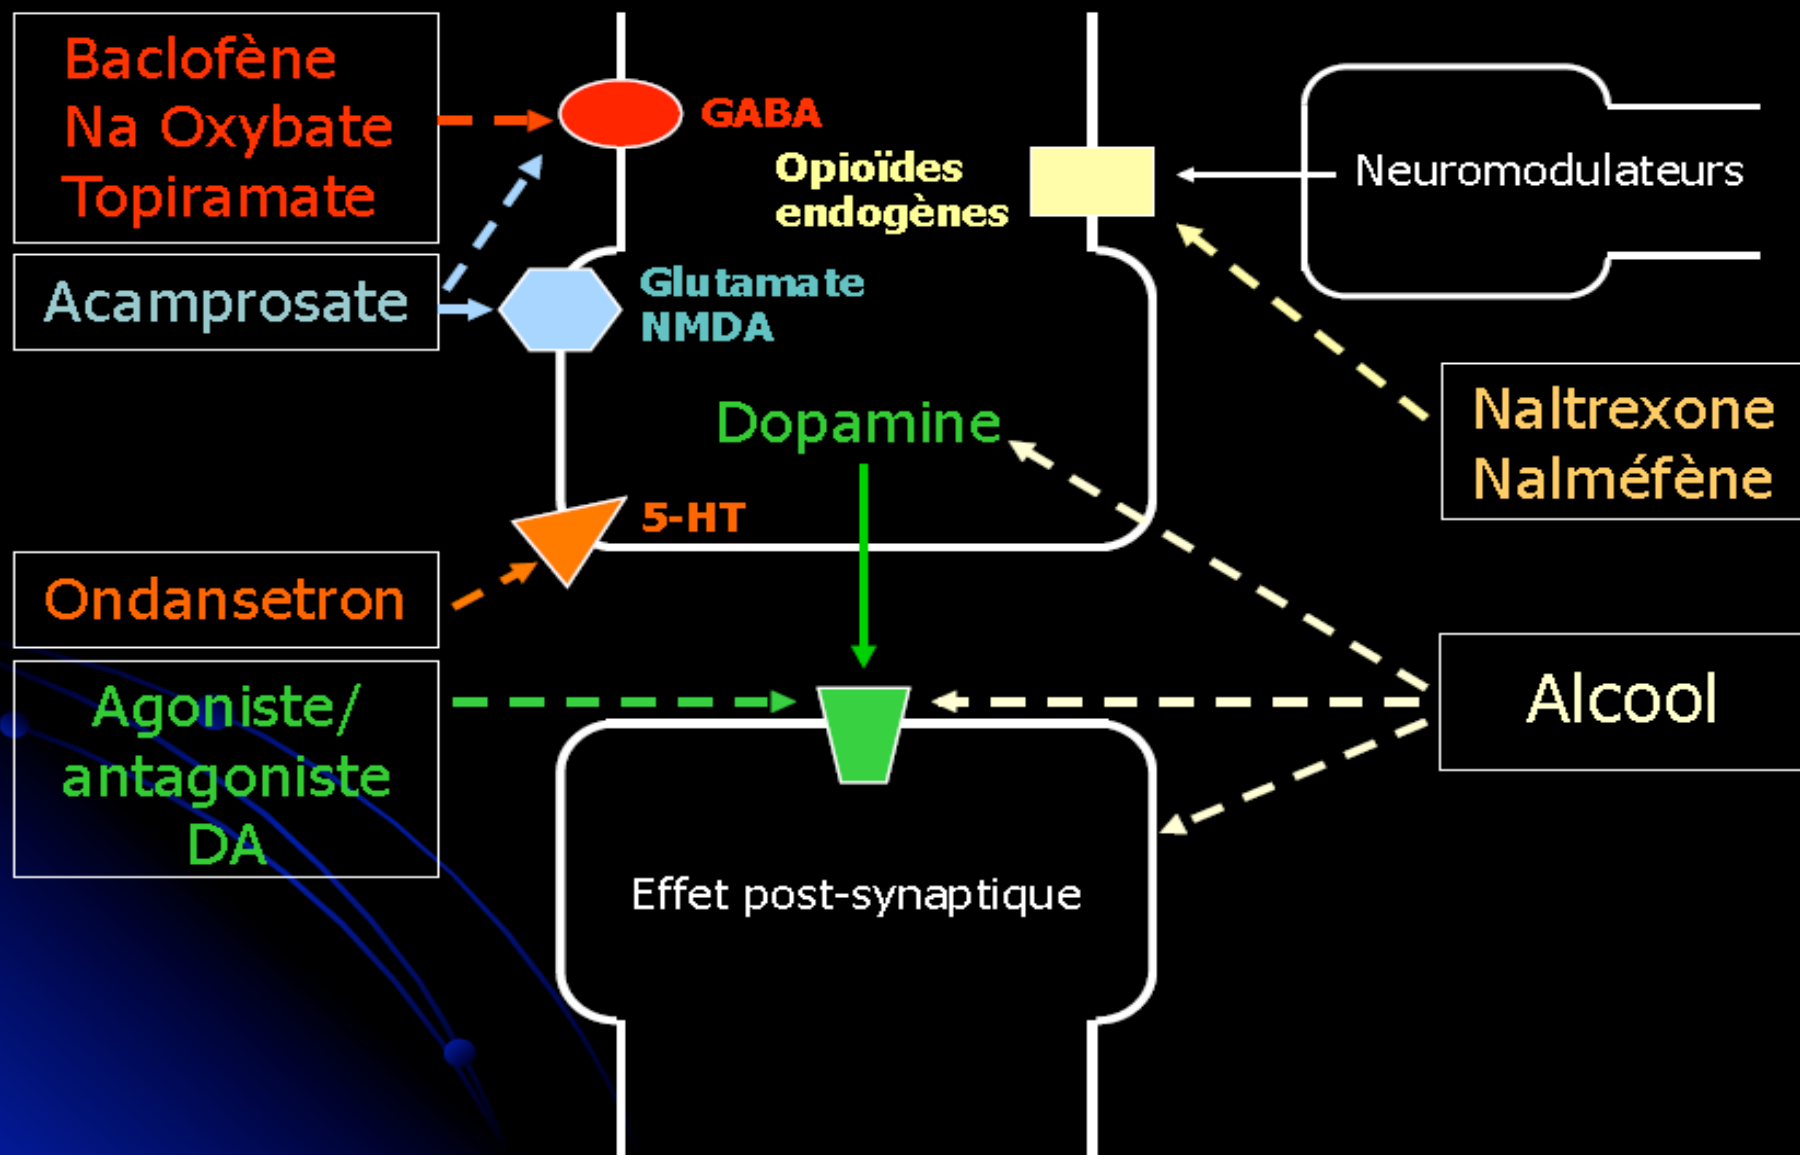 Baclofène
Na Oxybate
Topiramate
GABA
Opioïdes
endogènes
Neuromodulateurs
Acamprosate
Glutamate
NMDA
Dopamine
Naltrexone
Nalméfène
5-HT
Ondansetron
Agoniste/
antagoniste
DA
Alcool
Effet post-synaptique